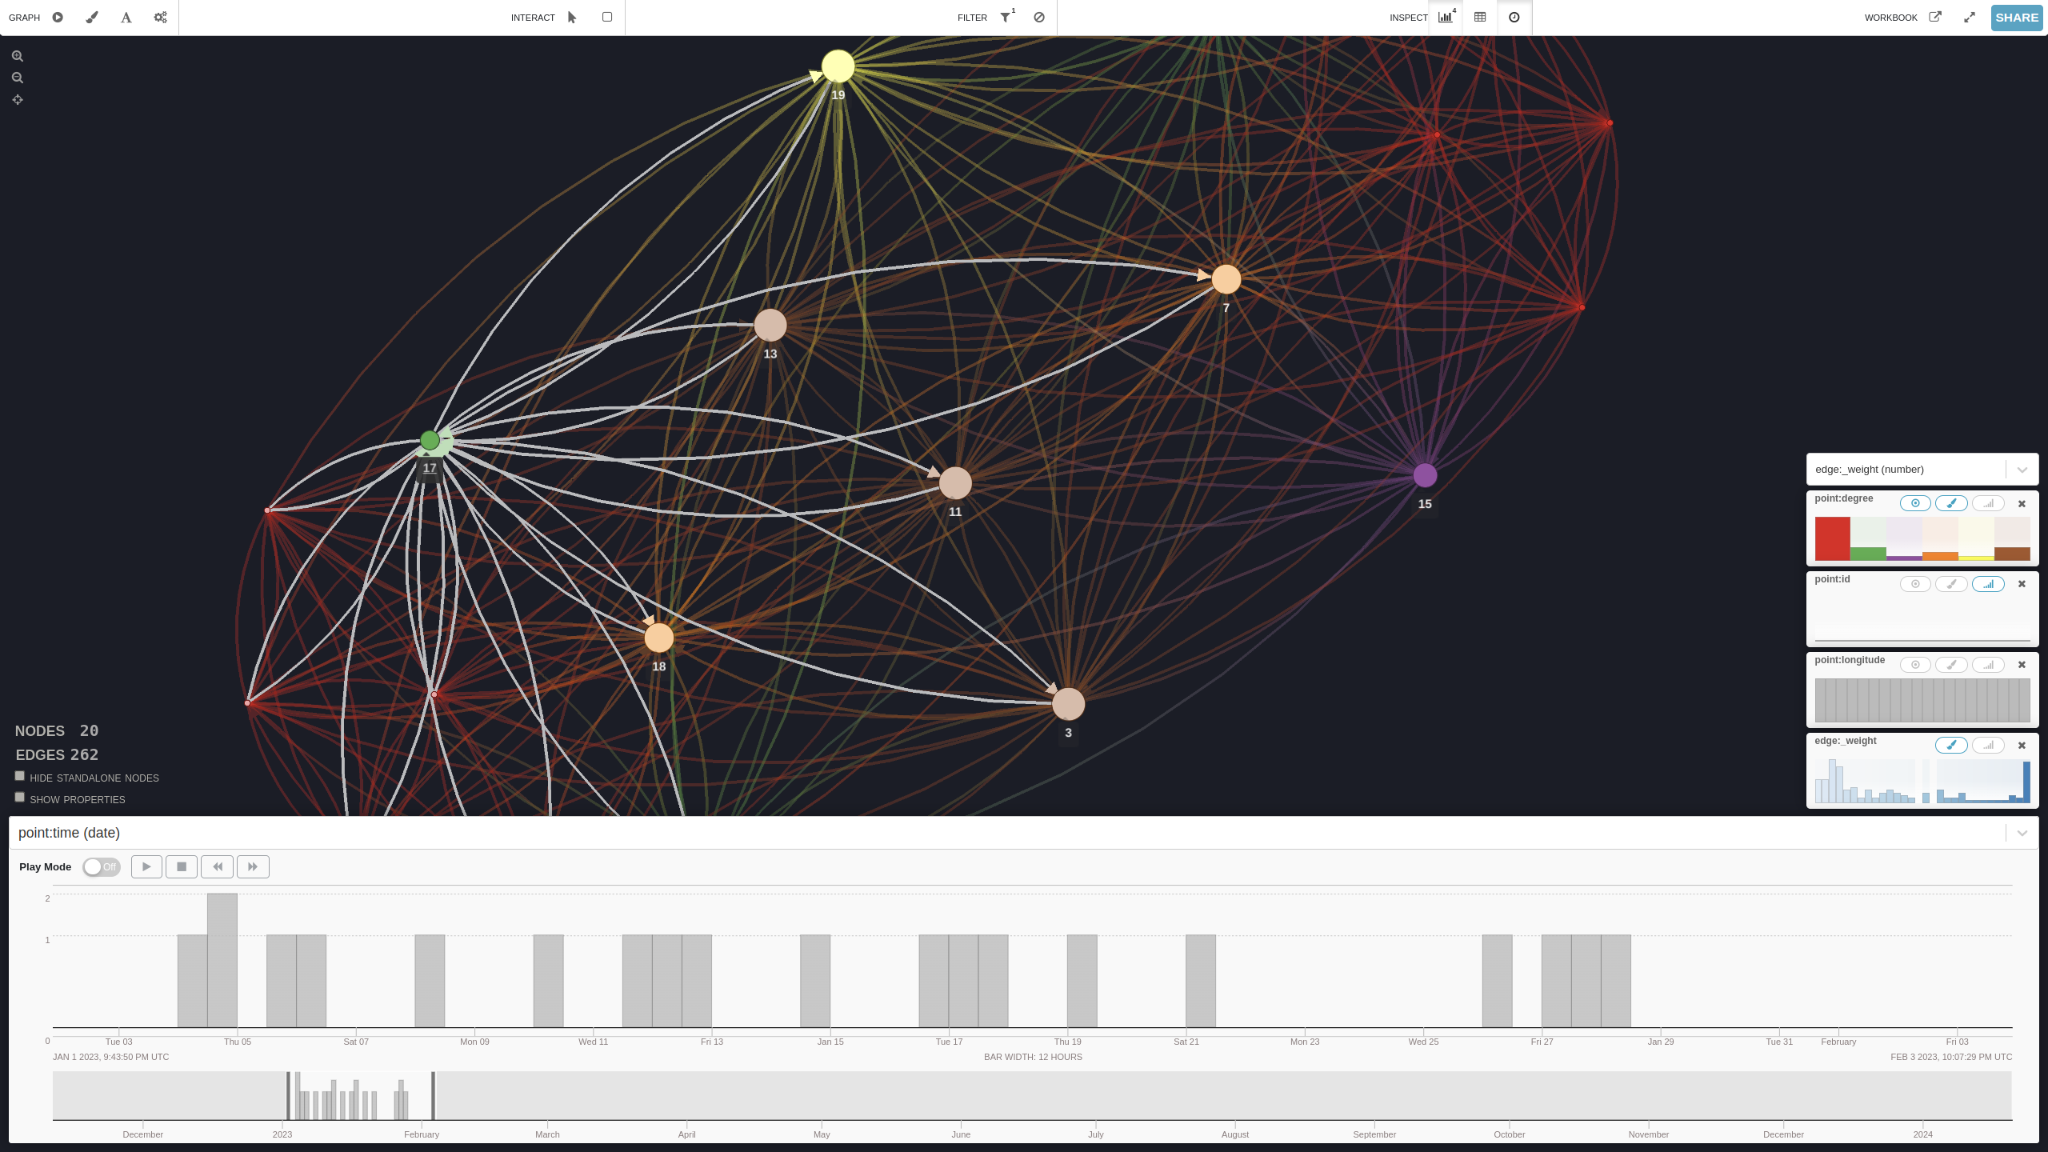 GRAPH A INTERACT FILTER 1 INSPECT 4 WORKBOOK SHARE
19
7
13
17
11
15
18
3
edge:_weight (number)
point:degree
point:id
point:longitude
edge:_weight
NODES 20
EDGES 262
HIDE STANDALONE NODES
SHOW PROPERTIES
point:time (date)
Play Mode Off
2
1
0
Tue 03 Thu 05 Sat 07 Mon 09 Wed 11 Fri 13 Jan 15 Tue 17 Thu 19 Sat 21 Mon 23 Wed 25 Fri 27 Jan 29 Tue 31 February Fri 03
JAN 1 2023, 9:43:50 PM UTC BAR WIDTH: 12 HOURS FEB 3 2023, 10:07:29 PM UTC
December 2023 February March April May June July August September October November December 2024